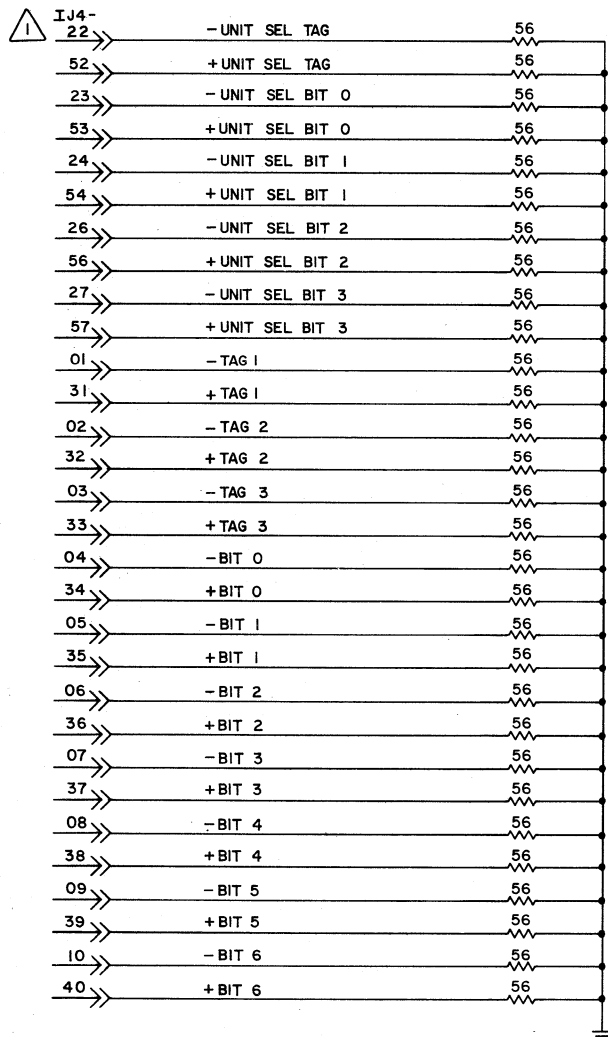 1
IJ4-
22 −UNIT SEL TAG 56
52 +UNIT SEL TAG 56
23 −UNIT SEL BIT 0 56
53 +UNIT SEL BIT 0 56
24 −UNIT SEL BIT 1 56
54 +UNIT SEL BIT 1 56
26 −UNIT SEL BIT 2 56
56 +UNIT SEL BIT 2 56
27 −UNIT SEL BIT 3 56
57 +UNIT SEL BIT 3 56
01 −TAG 1 56
31 +TAG 1 56
02 −TAG 2 56
32 +TAG 2 56
03 −TAG 3 56
33 +TAG 3 56
04 −BIT 0 56
34 +BIT 0 56
05 −BIT 1 56
35 +BIT 1 56
06 −BIT 2 56
36 +BIT 2 56
07 −BIT 3 56
37 +BIT 3 56
08 −BIT 4 56
38 +BIT 4 56
09 −BIT 5 56
39 +BIT 5 56
10 −BIT 6 56
40 +BIT 6 56